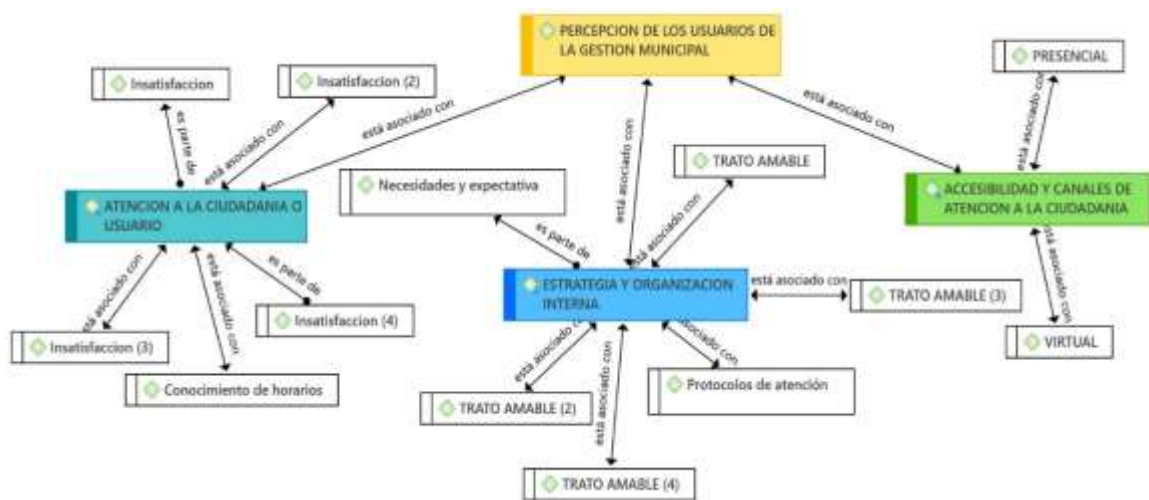 PERCEPCION DE LOS USUARIOS DE
LA GESTION MUNICIPAL
PRESENCIAL
Insatisfaccion
Insatisfaccion (2)
está asociado con
está asociado con
está asociado con
es parte de
está asociado con
está asociado con
TRATO AMABLE
Necesidades y expectativa
ATENCION A LA CIUDADANIA O
USUARIO
ACCESIBILIDAD Y CANALES DE
ATENCION A LA CIUDADANIA
está asociado con
es parte de
está asociado con
está asociado con
es parte de
ESTRATEGIA Y ORGANIZACION
INTERNA
está asociado con
TRATO AMABLE (3)
está asociado con
Insatisfaccion (4)
Insatisfaccion (3)
VIRTUAL
está asociado con
está asociado con
está asociado con
Conocimiento de horarios
Protocolos de atención
TRATO AMABLE (2)
TRATO AMABLE (4)